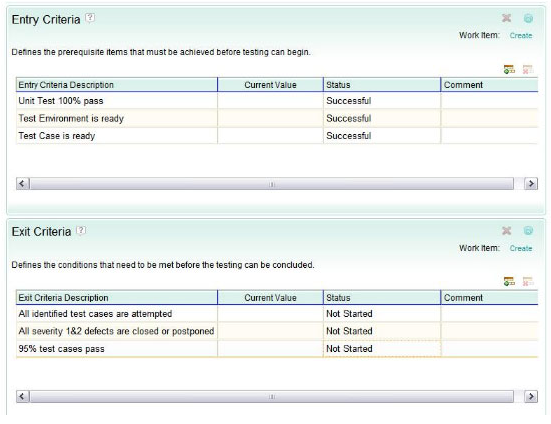 Entry Criteria ?
Work Item: Create
Defines the prerequisite items that must be achieved before testing can begin.
Entry Criteria Description Current Value Status Comment
Unit Test 100% pass Successful
Test Environment is ready Successful
Test Case is ready Successful
Exit Criteria ?
Work Item: Create
Defines the conditions that need to be met before the testing can be concluded.
Exit Criteria Description Current Value Status Comment
All identified test cases are attempted Not Started
All severity 1&2 defects are closed or postponed Not Started
95% test cases pass Not Started